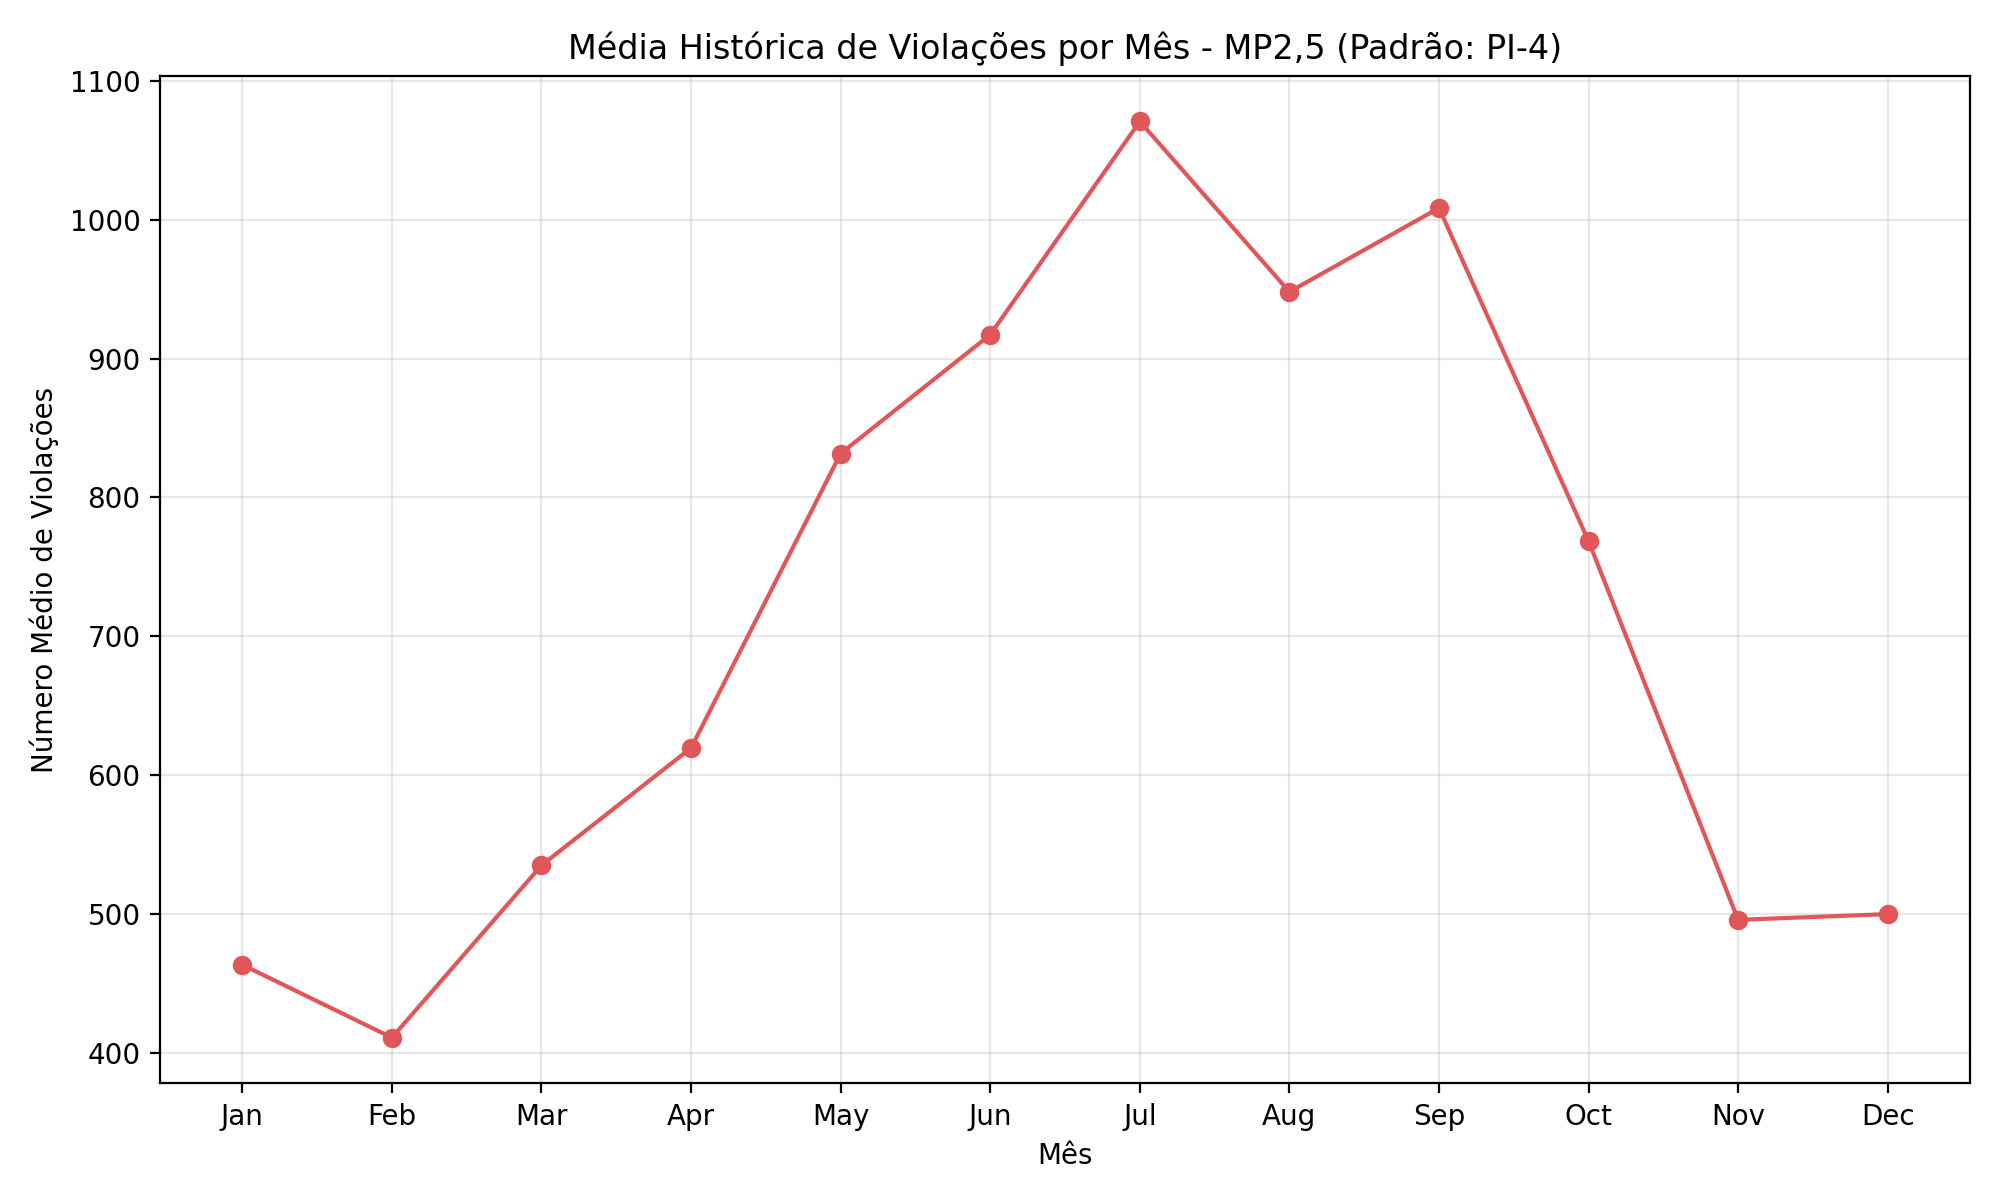 Média Histórica de Violações por Mês - MP2,5 (Padrão: PI-4)
1100
1000
900
800
700
600
500
400
Número Médio de Violações
Jan Feb Mar Apr May Jun Jul Aug Sep Oct Nov Dec
Mês